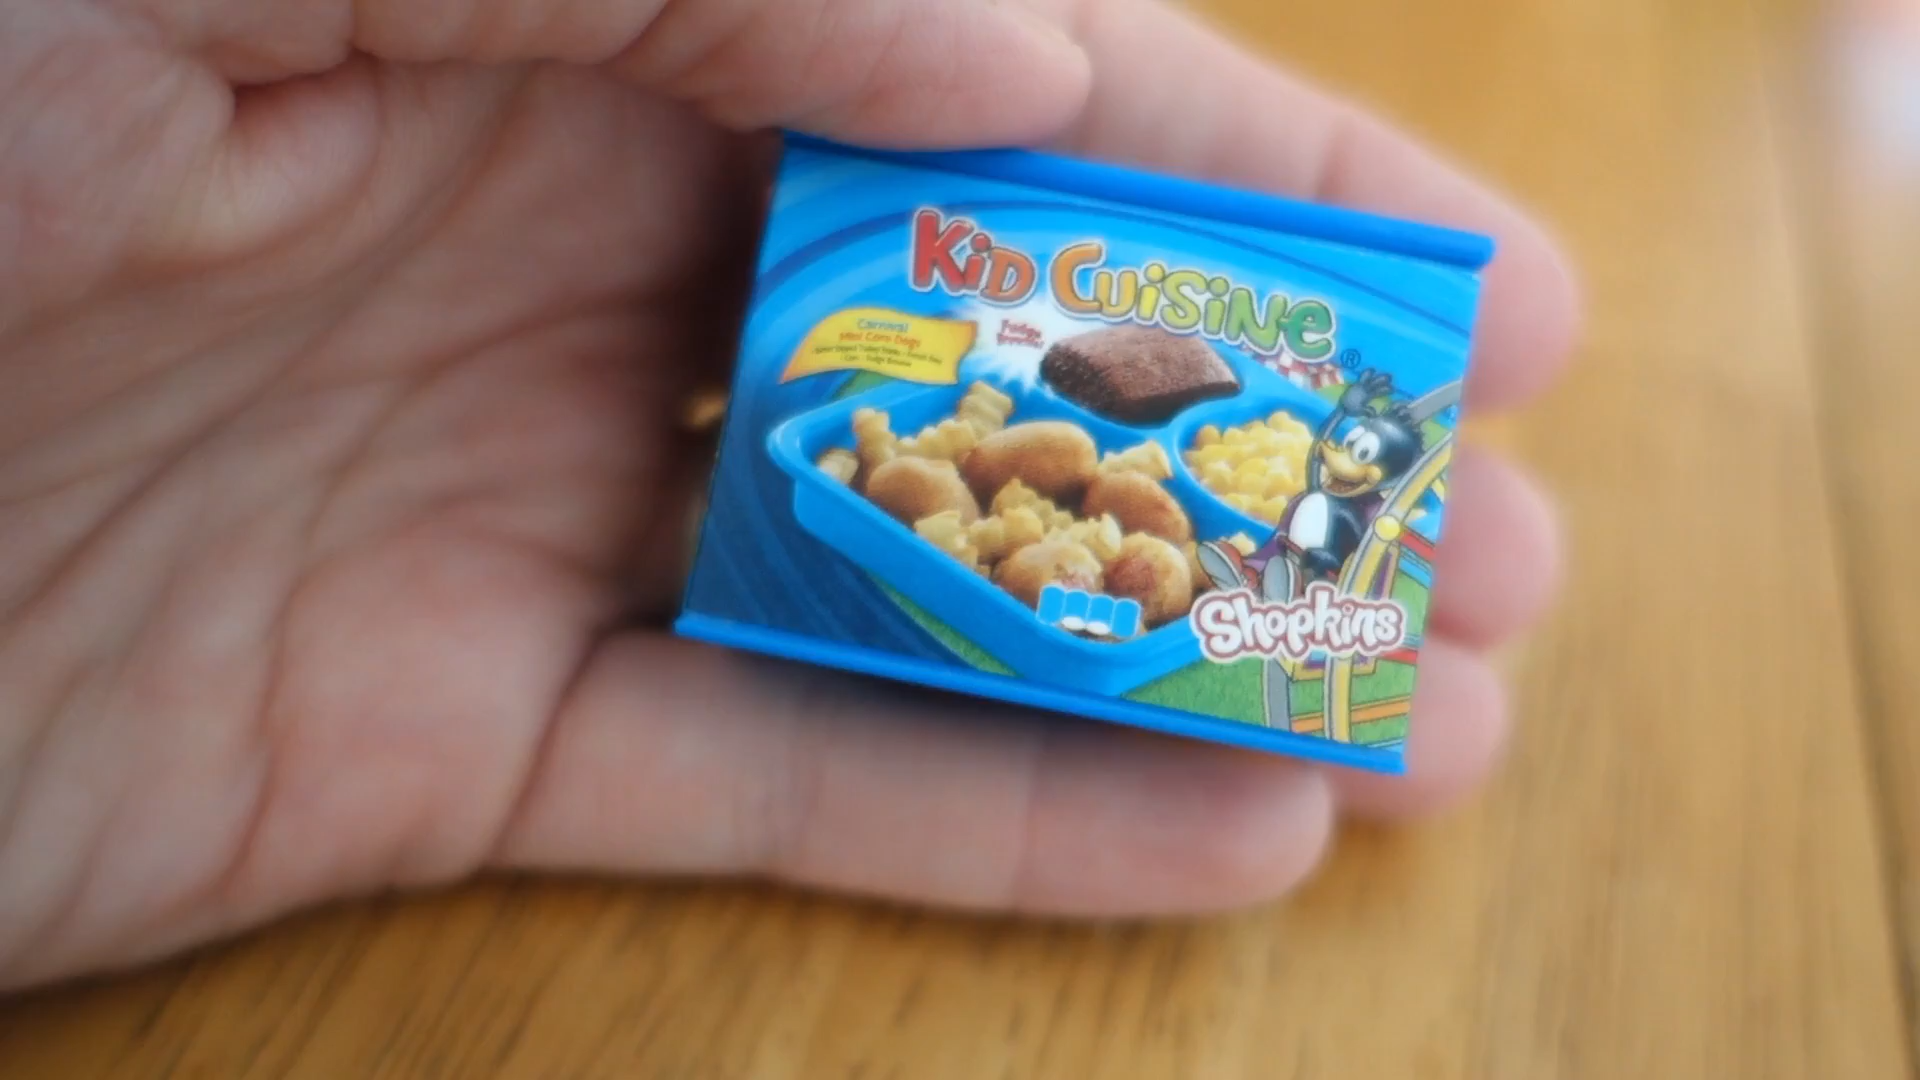 KiD CUiSiNe ®
Carnival
Mini Corn Dogs
Fudge
Brownie!
Shopkins